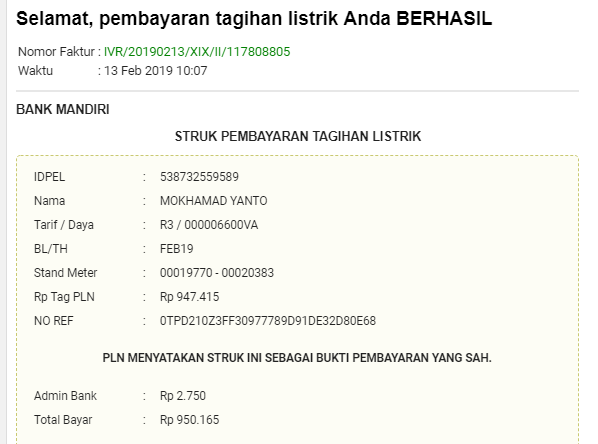 Selamat, pembayaran tagihan listrik Anda BERHASIL
Nomor Faktur : IVR/20190213/XIX/II/117808805
Waktu : 13 Feb 2019 10:07
BANK MANDIRI
STRUK PEMBAYARAN TAGIHAN LISTRIK
IDPEL : 538732559589
Nama : MOKHAMAD YANTO
Tarif / Daya : R3 / 000006600VA
BL/TH : FEB19
Stand Meter : 00019770 - 00020383
Rp Tag PLN : Rp 947.415
NO REF : 0TPD210Z3FF30977789D91DE32D80E68
PLN MENYATAKAN STRUK INI SEBAGAI BUKTI PEMBAYARAN YANG SAH.
Admin Bank : Rp 2.750
Total Bayar : Rp 950.165